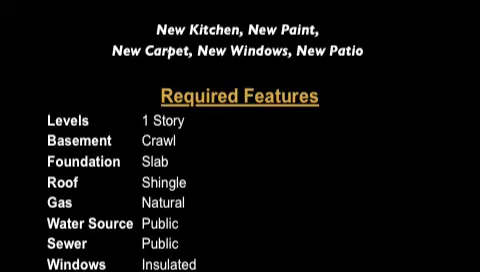 New Kitchen, New Paint,
New Carpet, New Windows, New Patio
Required Features
Levels 1 Story
Basement Crawl
Foundation Slab
Roof Shingle
Gas Natural
Water Source Public
Sewer Public
Windows Insulated